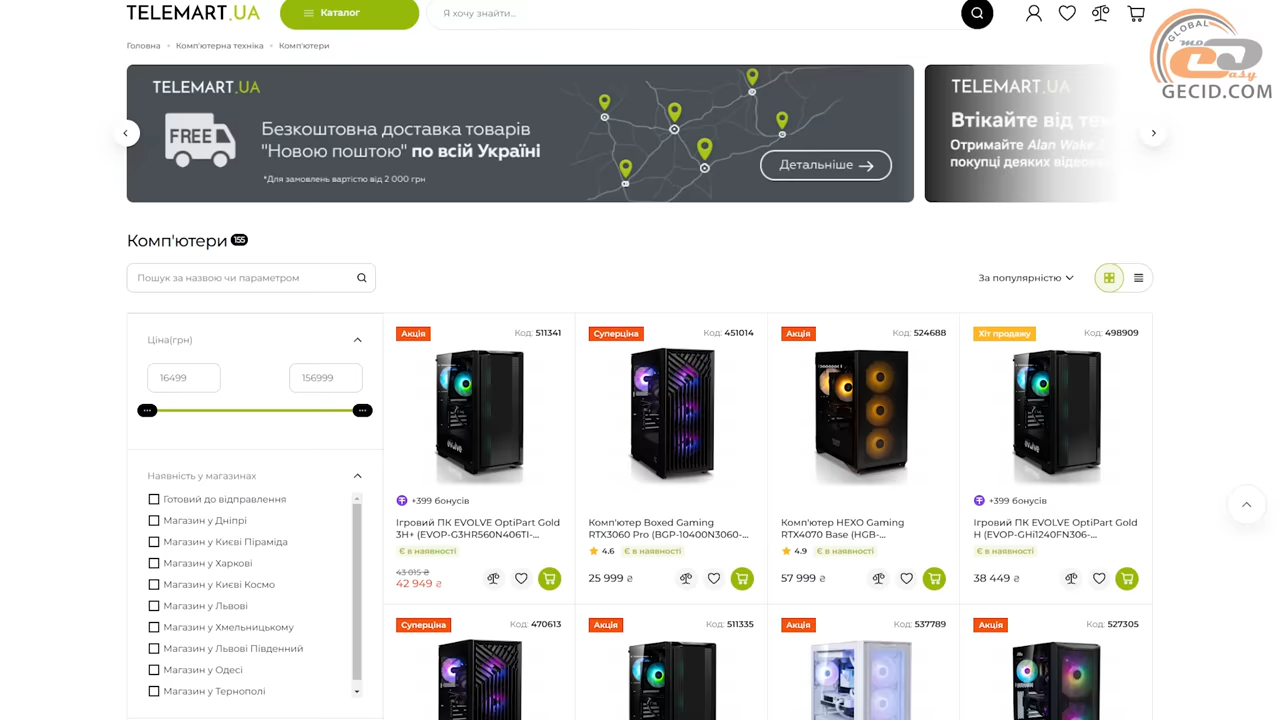 TELEMART.UA
Каталог
Я хочу знайти...
GLOBAL
GECID.COM
Головна • Комп'ютерна техніка • Комп'ютери
TELEMART.UA
FREE
Безкоштовна доставка товарів
"Новою поштою" по всій Україні
*Для замовлень вартістю від 2 000 грн
Детальніше
TELEMART.UA
Втікайте від
Отримайте Alan Wake
покупці деяких
Комп'ютери 155
Пошук за назвою чи параметром
За популярністю
Ціна(грн)
16499
156999
Наявність у магазинах
Готовий до відправлення
Магазин у Дніпрі
Магазин у Києві Піраміда
Магазин у Харкові
Магазин у Києві Космо
Магазин у Львові
Магазин у Хмельницькому
Магазин у Львові Південний
Магазин у Одесі
Магазин у Тернополі
Акція Код: 511341
+399 бонусів
Ігровий ПК EVOLVE OptiPart Gold
3H+ (EVOP-G3HR560N406TI-...
Є в наявності
43 015 ₴
42 949 ₴
Суперціна Код: 451014
Комп'ютер Boxed Gaming
RTX3060 Pro (BGP-10400N3060-...
4.6 Є в наявності
25 999 ₴
Акція Код: 524688
Комп'ютер HEXO Gaming
RTX4070 Base (HGB-...
4.9 Є в наявності
57 999 ₴
Хіт продажу Код: 498909
+399 бонусів
Ігровий ПК EVOLVE OptiPart Gold
H (EVOP-GHi1240FN306-...
Є в наявності
38 449 ₴
Суперціна Код: 470613
Акція Код: 511335
Акція Код: 537789
Акція Код: 527305